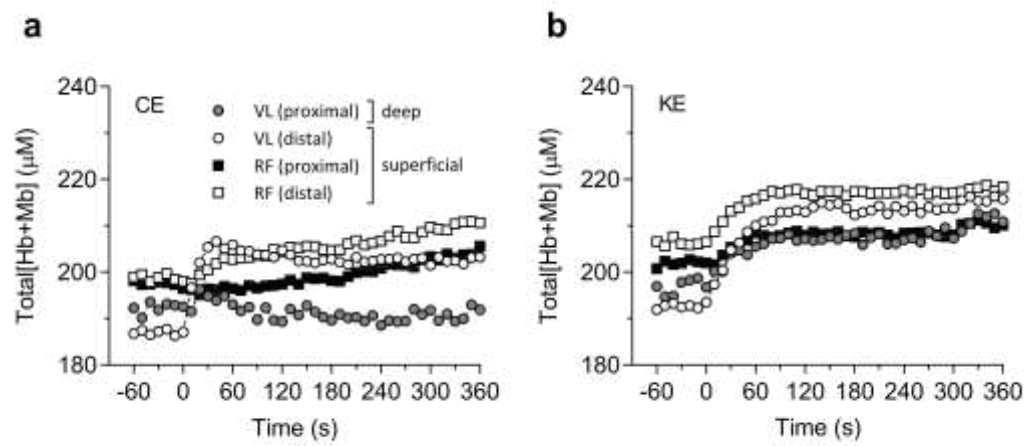 a
b
240
220
200
180
Total[Hb+Mb] (μM)
CE
VL (proximal)
deep
VL (distal)
RF (proximal)
superficial
RF (distal)
-60 0 60 120 180 240 300 360
Time (s)
240
220
200
180
Total[Hb+Mb] (μM)
KE
-60 0 60 120 180 240 300 360
Time (s)